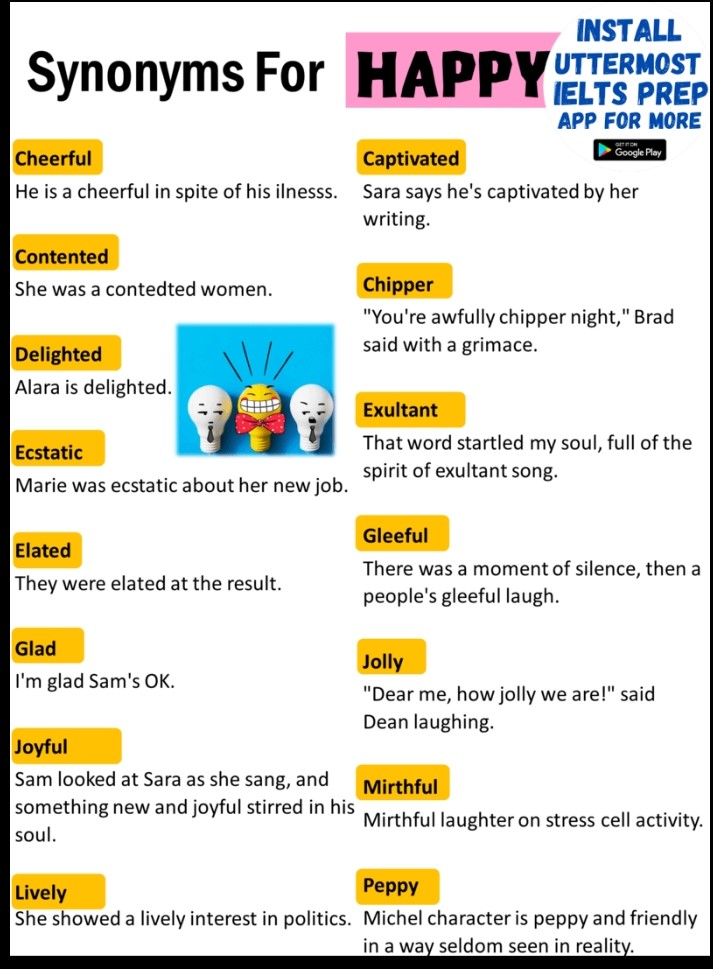 Synonyms For HAPPY
INSTALL
UTTERMOST
IELTS PREP
APP FOR MORE
GET IT ON
Google Play
Cheerful
He is a cheerful in spite of his ilnesss.
Contented
She was a contedted women.
Delighted
Alara is delighted.
Ecstatic
Marie was ecstatic about her new job.
Elated
They were elated at the result.
Glad
I'm glad Sam's OK.
Joyful
Sam looked at Sara as she sang, and
something new and joyful stirred in his
soul.
Lively
She showed a lively interest in politics.
Captivated
Sara says he's captivated by her
writing.
Chipper
"You're awfully chipper night," Brad
said with a grimace.
Exultant
That word startled my soul, full of the
spirit of exultant song.
Gleeful
There was a moment of silence, then a
people's gleeful laugh.
Jolly
"Dear me, how jolly we are!" said
Dean laughing.
Mirthful
Mirthful laughter on stress cell activity.
Peppy
Michel character is peppy and friendly
in a way seldom seen in reality.